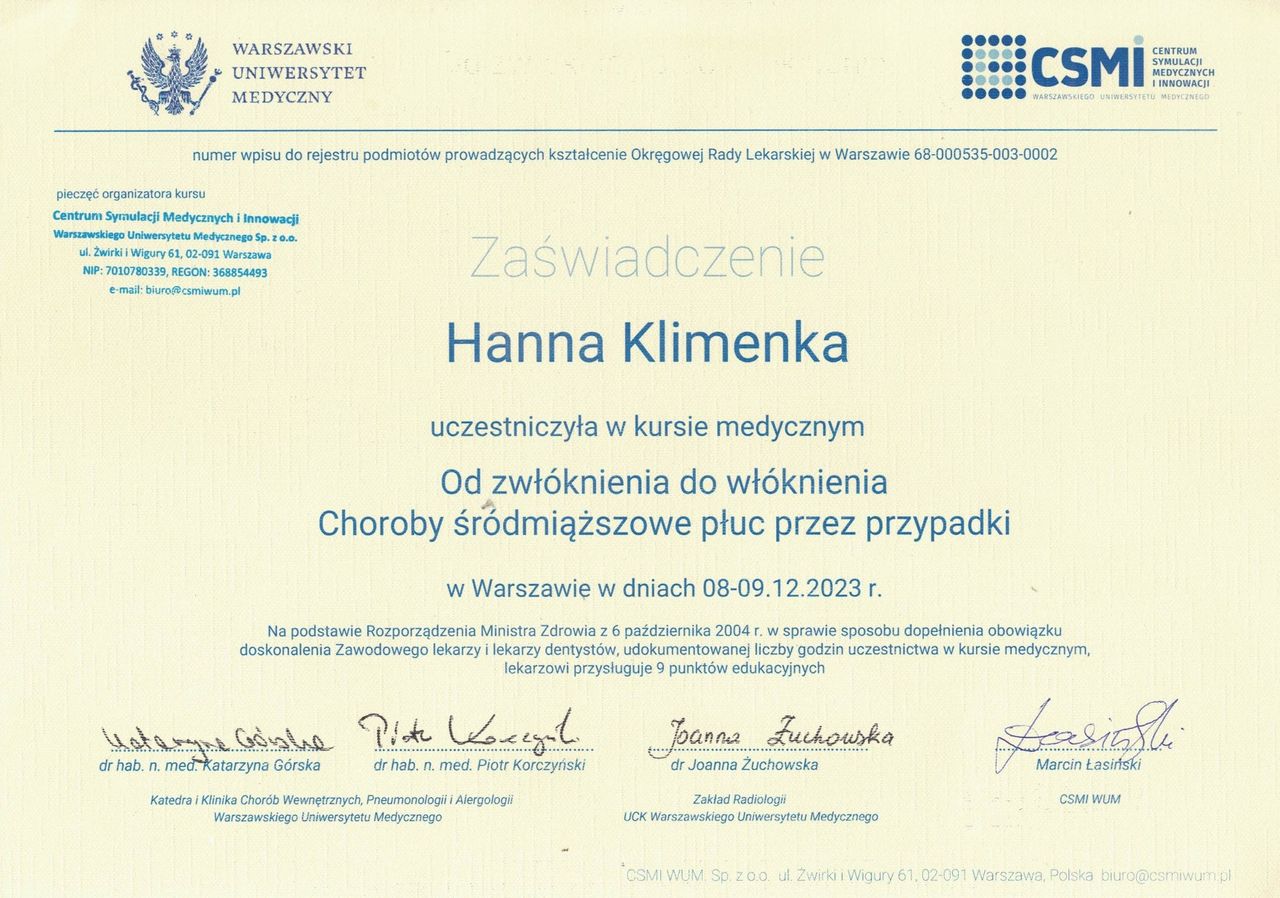 WARSZAWSKI
UNIWERSYTET
MEDYCZNY
CSMi
CENTRUM
SYMULACJI
MEDYCZNYCH
I INNOWACJI
WARSZAWSKIEGO UNIWERSYTETU MEDYCZNEGO
numer wpisu do rejestru podmiotów prowadzących kształcenie Okręgowej Rady Lekarskiej w Warszawie 68-000535-003-0002
pieczęć organizatora kursu
Centrum Symulacji Medycznych i Innowacji
Warszawskiego Uniwersytetu Medycznego Sp. z o.o.
ul. Żwirki i Wigury 61, 02-091 Warszawa
NIP: 7010780339, REGON: 368854493
e-mail: biuro@csmiwum.pl
Zaświadczenie
Hanna Klimenka
uczestniczyła w kursie medycznym
Od zwłóknienia do włóknienia
Choroby śródmiąższowe płuc przez przypadki
w Warszawie w dniach 08-09.12.2023 r.
Na podstawie Rozporządzenia Ministra Zdrowia z 6 października 2004 r. w sprawie sposobu dopełnienia obowiązku
doskonalenia Zawodowego lekarzy i lekarzy dentystów, udokumentowanej liczby godzin uczestnictwa w kursie medycznym,
lekarzowi przysługuje 9 punktów edukacyjnych
Katarzyna Górska Piotr Korczyński Joanna Żuchowska Łasiński
dr hab. n. med. Katarzyna Górska dr hab. n. med. Piotr Korczyński dr Joanna Żuchowska Marcin Łasiński
Katedra i Klinika Chorób Wewnętrznych, Pneumonologii i Alergologii Zakład Radiologii CSMI WUM
Warszawskiego Uniwersytetu Medycznego UCK Warszawskiego Uniwersytetu Medycznego
CSMI WUM. Sp. z o.o. ul. Żwirki i Wigury 61, 02-091 Warszawa, Polska biuro@csmiwum.pl